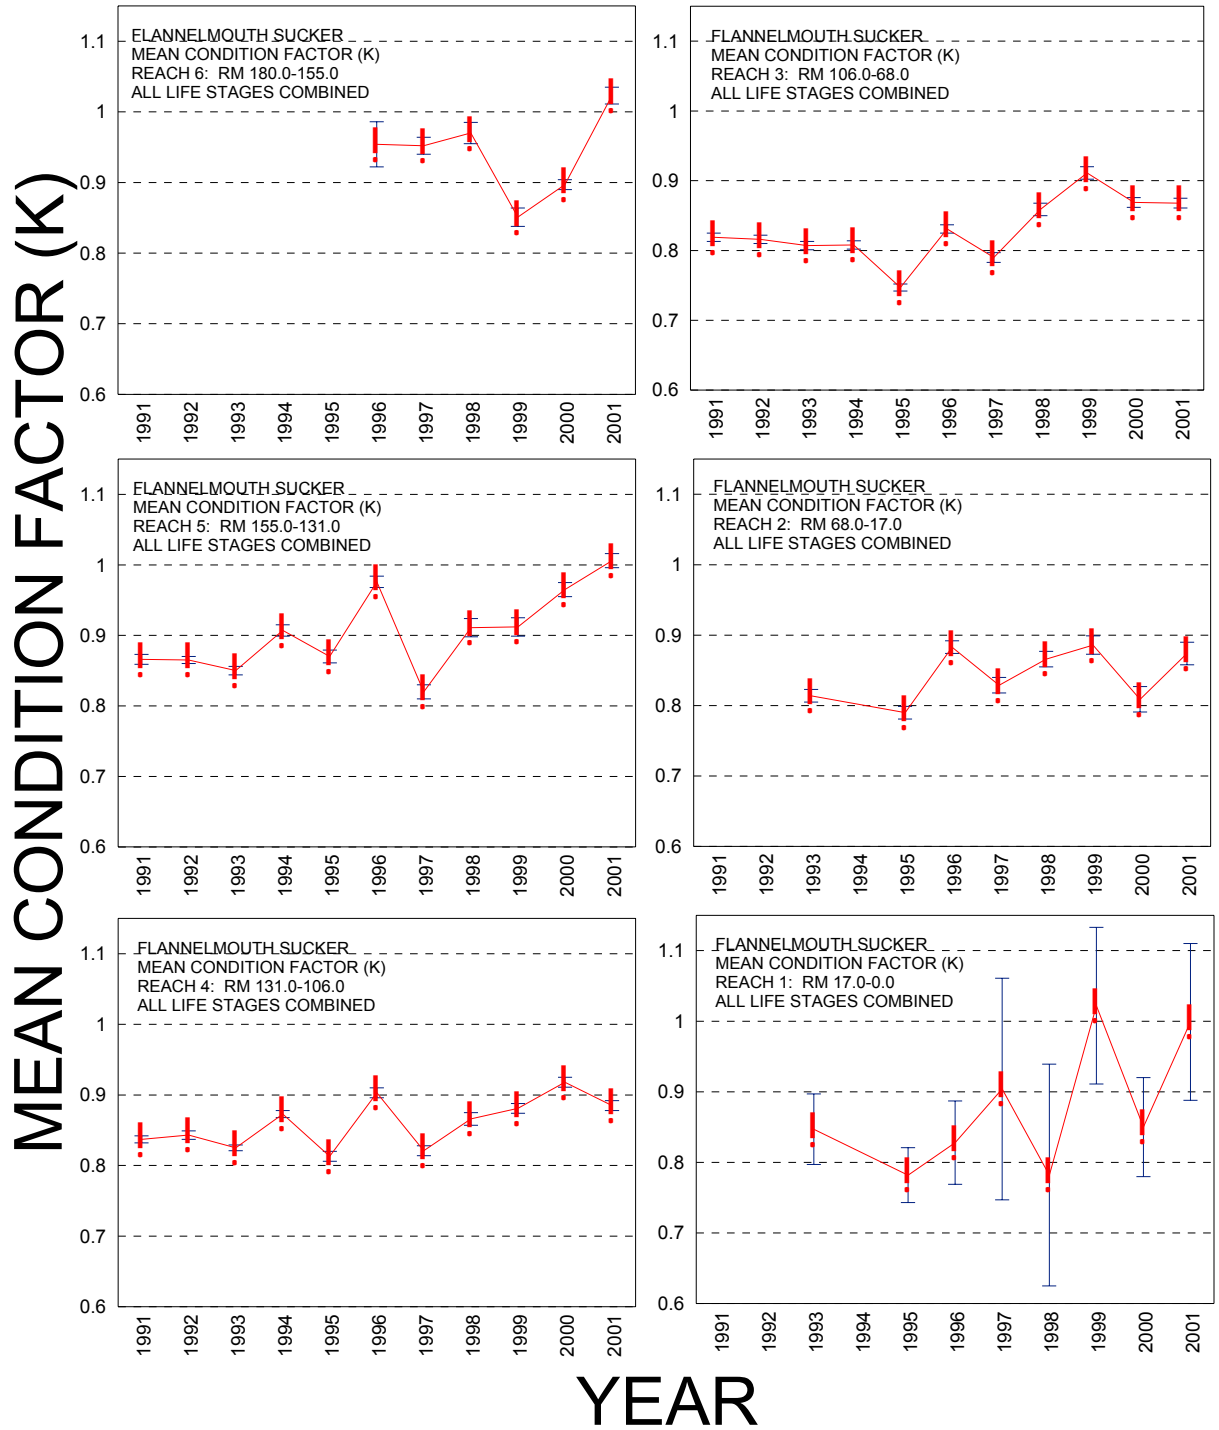 MEAN CONDITION FACTOR (K)
FLANNELMOUTH SUCKER
MEAN CONDITION FACTOR (K)
REACH 6: RM 180.0-155.0
ALL LIFE STAGES COMBINED
1.1
1
0.9
0.8
0.7
0.6
1991 1992 1993 1994 1995 1996 1997 1998 1999 2000 2001
FLANNELMOUTH SUCKER
MEAN CONDITION FACTOR (K)
REACH 3: RM 106.0-68.0
ALL LIFE STAGES COMBINED
1.1
1
0.9
0.8
0.7
0.6
1991 1992 1993 1994 1995 1996 1997 1998 1999 2000 2001
FLANNELMOUTH SUCKER
MEAN CONDITION FACTOR (K)
REACH 5: RM 155.0-131.0
ALL LIFE STAGES COMBINED
1.1
1
0.9
0.8
0.7
0.6
1991 1992 1993 1994 1995 1996 1997 1998 1999 2000 2001
FLANNELMOUTH SUCKER
MEAN CONDITION FACTOR (K)
REACH 2: RM 68.0-17.0
ALL LIFE STAGES COMBINED
1.1
1
0.9
0.8
0.7
0.6
1991 1992 1993 1994 1995 1996 1997 1998 1999 2000 2001
FLANNELMOUTH SUCKER
MEAN CONDITION FACTOR (K)
REACH 4: RM 131.0-106.0
ALL LIFE STAGES COMBINED
1.1
1
0.9
0.8
0.7
0.6
1991 1992 1993 1994 1995 1996 1997 1998 1999 2000 2001
FLANNELMOUTH SUCKER
MEAN CONDITION FACTOR (K)
REACH 1: RM 17.0-0.0
ALL LIFE STAGES COMBINED
1.1
1
0.9
0.8
0.7
0.6
1991 1992 1993 1994 1995 1996 1997 1998 1999 2000 2001
YEAR